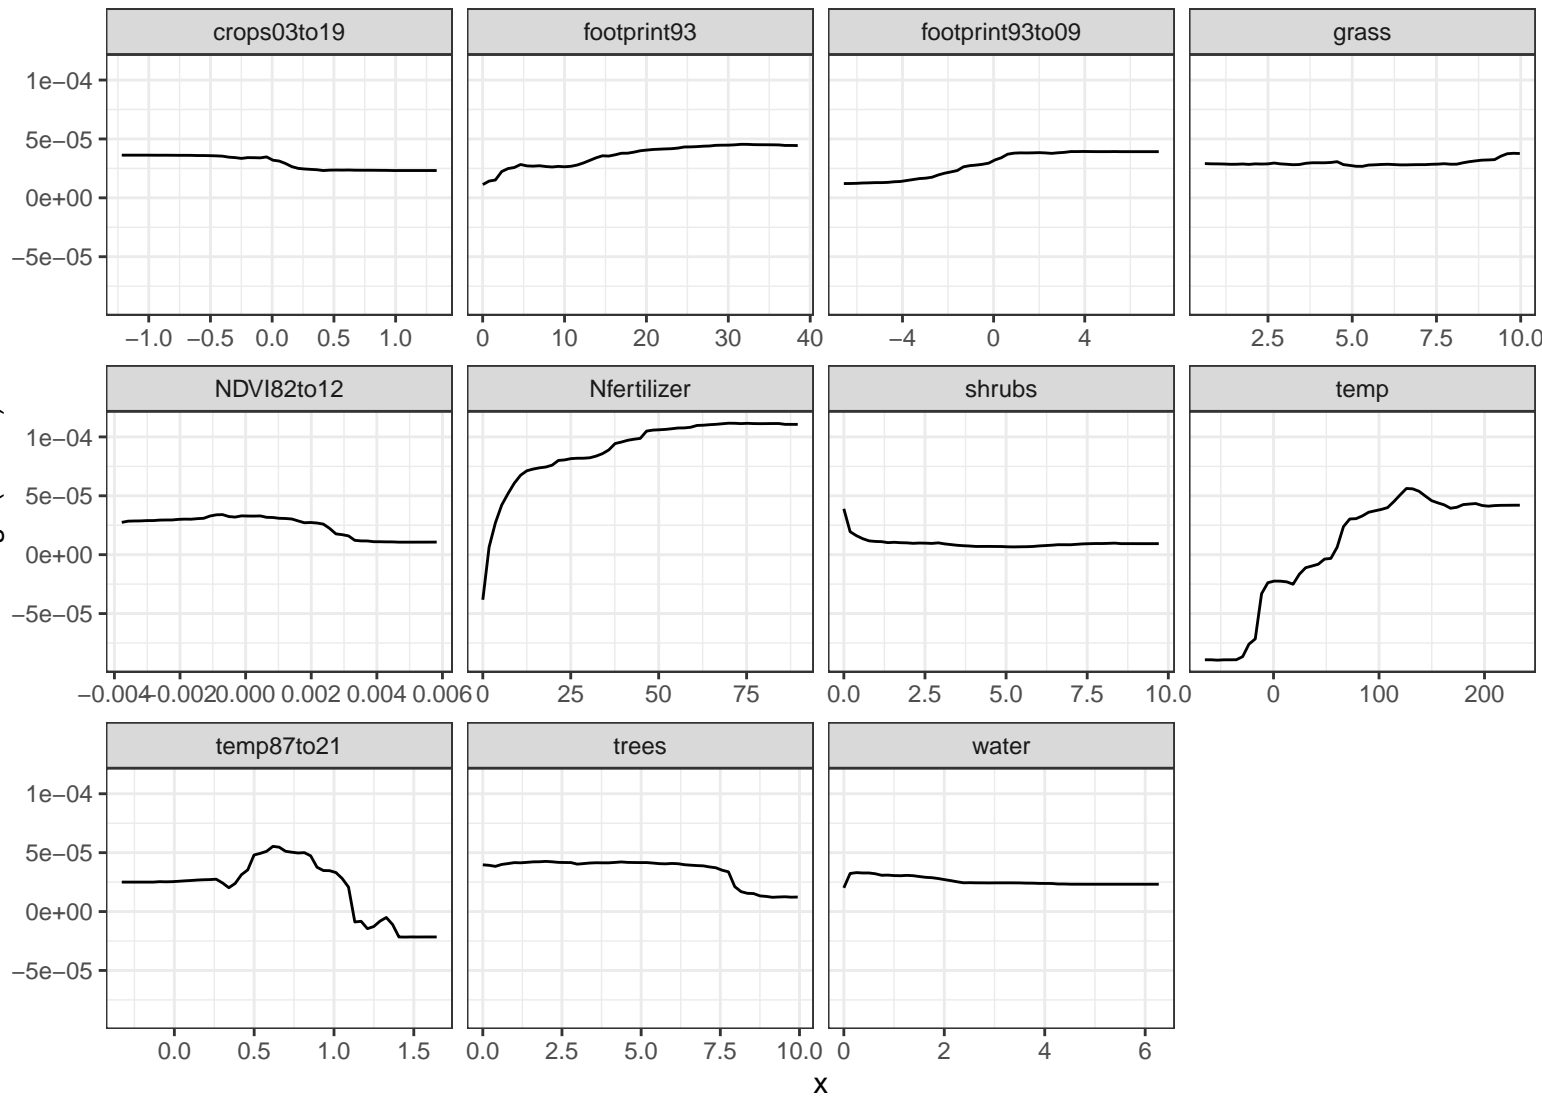 crops03to19 footprint93 footprint93to09 grass
1e−04
5e−05
0e+00
−5e−05
−1.0 −0.5 0.0 0.5 1.0 0 10 20 30 40 −4 0 4 2.5 5.0 7.5 10.0
NDVI82to12 Nfertilizer shrubs temp
1e−04
5e−05
0e+00
−5e−05
−0.004 −0.002 0.000 0.002 0.004 0.006 0 25 50 75 0.0 2.5 5.0 7.5 10.0 0 100 200
temp87to21 trees water
1e−04
5e−05
0e+00
−5e−05
0.0 0.5 1.0 1.5 0.0 2.5 5.0 7.5 10.0 0 2 4 6
x